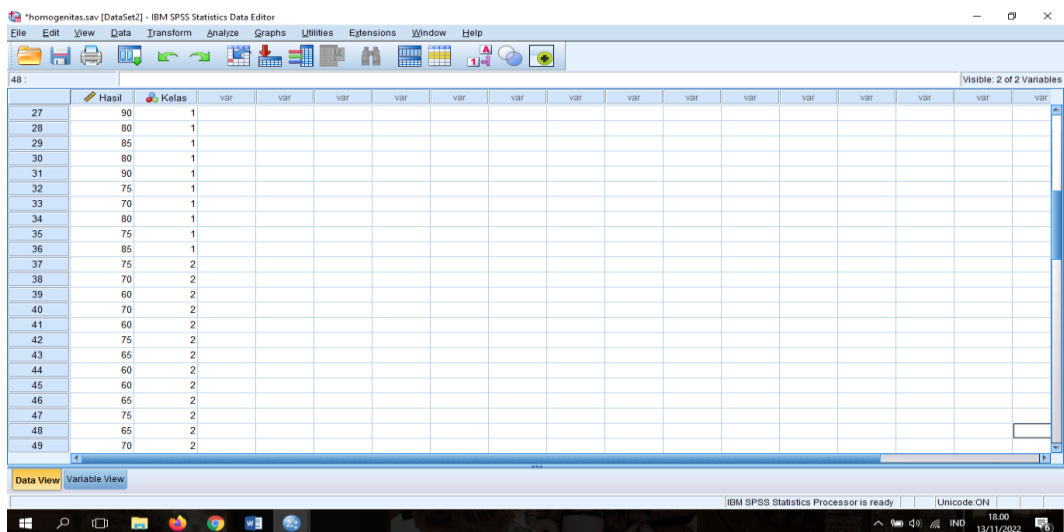 *homogenitas.sav [DataSet2] - IBM SPSS Statistics Data Editor
File Edit View Data Transform Analyze Graphs Utilities Extensions Window Help
48 :
Visible: 2 of 2 Variables
Hasil Kelas var var var var var var var var var var var var var var var
27 90 1
28 80 1
29 85 1
30 80 1
31 90 1
32 75 1
33 70 1
34 80 1
35 75 1
36 85 1
37 75 2
38 70 2
39 60 2
40 70 2
41 60 2
42 75 2
43 65 2
44 60 2
45 60 2
46 65 2
47 75 2
48 65 2
49 70 2
Data View Variable View
IBM SPSS Statistics Processor is ready Unicode:ON
IND 18.00
13/11/2022